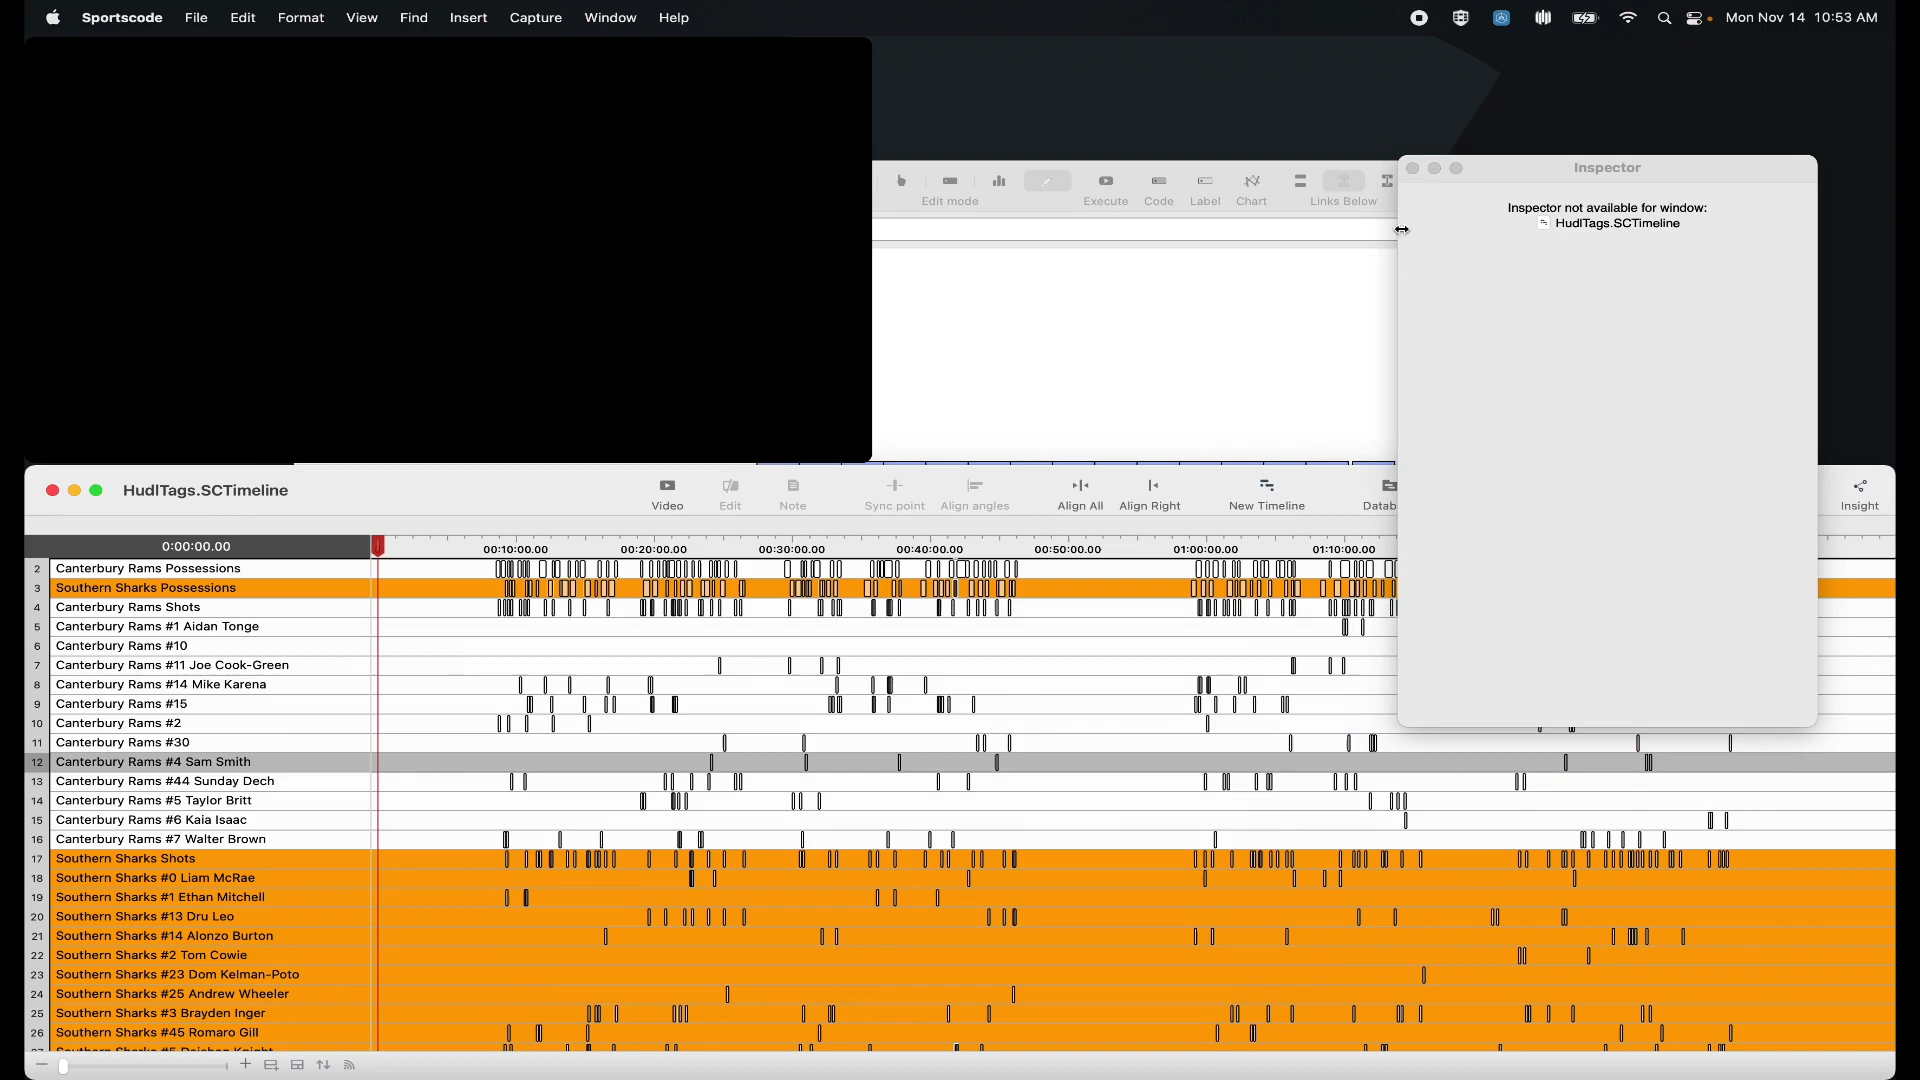 Sportscode File Edit Format View Find Insert Capture Window Help Mon Nov 14 10:53 AM
Edit mode Execute Code Label Chart Links Below
Inspector
Inspector not available for window:
HudlTags.SCTimeline
HudlTags.SCTimeline
Video Edit Note Sync point Align angles Align All Align Right New Timeline Datab Insight
0:00:00.00 00:10:00.00 00:20:00.00 00:30:00.00 00:40:00.00 00:50:00.00 01:00:00.00 01:10:00.00
2 Canterbury Rams Possessions
3 Southern Sharks Possessions
4 Canterbury Rams Shots
5 Canterbury Rams #1 Aidan Tonge
6 Canterbury Rams #10
7 Canterbury Rams #11 Joe Cook-Green
8 Canterbury Rams #14 Mike Karena
9 Canterbury Rams #15
10 Canterbury Rams #2
11 Canterbury Rams #30
12 Canterbury Rams #4 Sam Smith
13 Canterbury Rams #44 Sunday Dech
14 Canterbury Rams #5 Taylor Britt
15 Canterbury Rams #6 Kaia Isaac
16 Canterbury Rams #7 Walter Brown
17 Southern Sharks Shots
18 Southern Sharks #0 Liam McRae
19 Southern Sharks #1 Ethan Mitchell
20 Southern Sharks #13 Dru Leo
21 Southern Sharks #14 Alonzo Burton
22 Southern Sharks #2 Tom Cowie
23 Southern Sharks #23 Dom Kelman-Poto
24 Southern Sharks #25 Andrew Wheeler
25 Southern Sharks #3 Brayden Inger
26 Southern Sharks #45 Romaro Gill
Southern Sharks #5